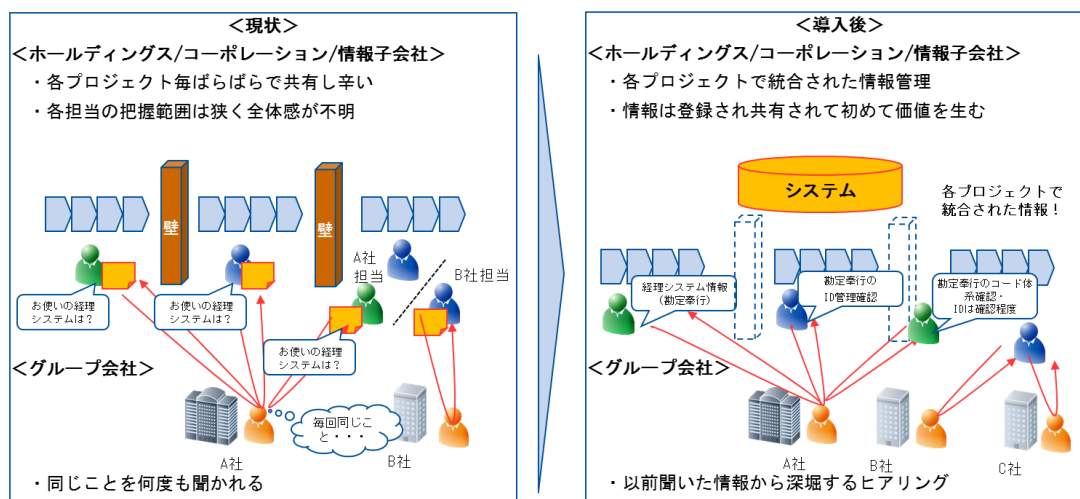 ＜現状＞
＜ホールディングス/コーポレーション/情報子会社＞
・各プロジェクト毎ばらばらで共有し辛い
・各担当の把握範囲は狭く全体感が不明
壁
壁
A社
担当
B社担当
お使いの経理
システムは？
お使いの経理
システムは？
お使いの経理
システムは？
＜グループ会社＞
毎回同じこ
と・・・
A社
B社
・同じことを何度も聞かれる
＜導入後＞
＜ホールディングス/コーポレーション/情報子会社＞
・各プロジェクトで統合された情報管理
・情報は登録され共有されて初めて価値を生む
システム
各プロジェクトで
統合された情報！
経理システム情報
（勘定奉行）
勘定奉行の
ID管理確認
勘定奉行のコード体
系確認・
IDは確認程度
＜グループ会社＞
A社
B社
C社
・以前聞いた情報から深堀するヒアリング